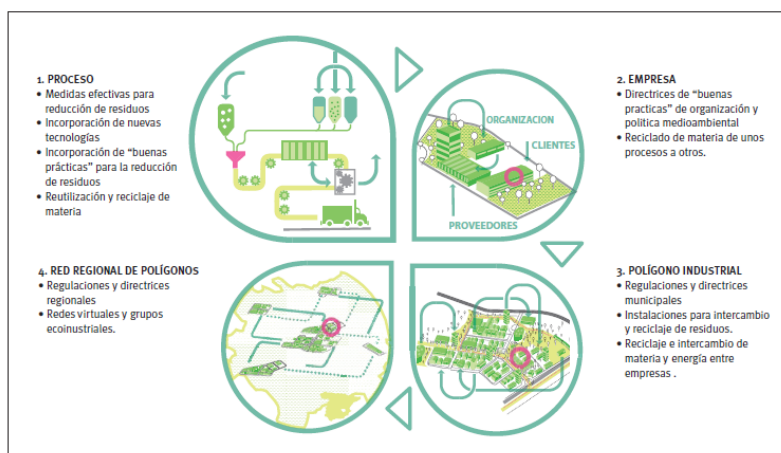 1. PROCESO
• Medidas efectivas para
reducción de residuos
• Incorporación de nuevas
tecnologías
• Incorporación de “buenas
prácticas” para la reducción
de residuos
• Reutilización y reciclaje de
materia
ORGANIZACION
CLIENTES
PROVEEDORES
2. EMPRESA
• Directrices de “buenas
practicas” de organización y
politica medioambiental
• Reciclado de materia de unos
procesos a otros.
4. RED REGIONAL DE POLÍGONOS
• Regulaciones y directrices
regionales
• Redes virtuales y grupos
ecoinustriales.
3. POLÍGONO INDUSTRIAL
• Regulaciones y directrices
municipales
• Instalaciones para intercambio
y reciclaje de residuos.
• Reciclaje e intercambio de
materia y energía entre
empresas .